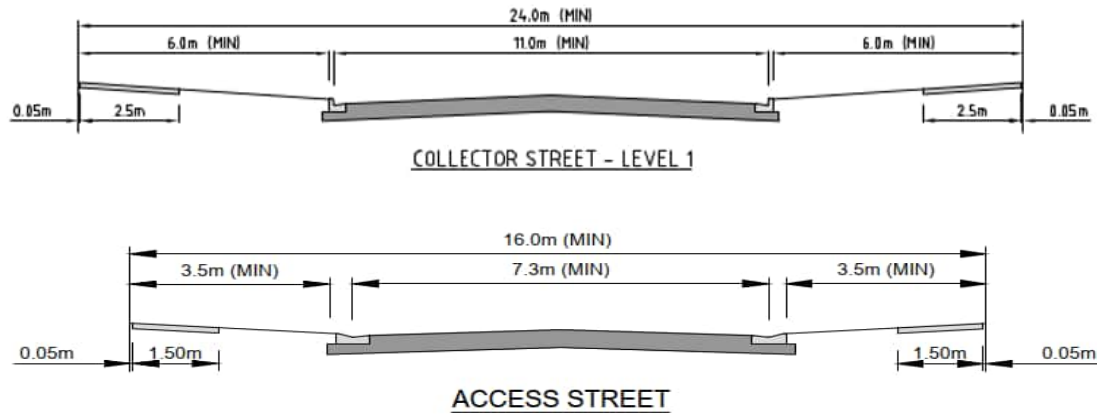 24.0m (MIN)
6.0m (MIN) 11.0m (MIN) 6.0m (MIN)
0.05m 2.5m 2.5m 0.05m
COLLECTOR STREET - LEVEL 1
16.0m (MIN)
3.5m (MIN) 7.3m (MIN) 3.5m (MIN)
0.05m 1.50m 1.50m 0.05m
ACCESS STREET